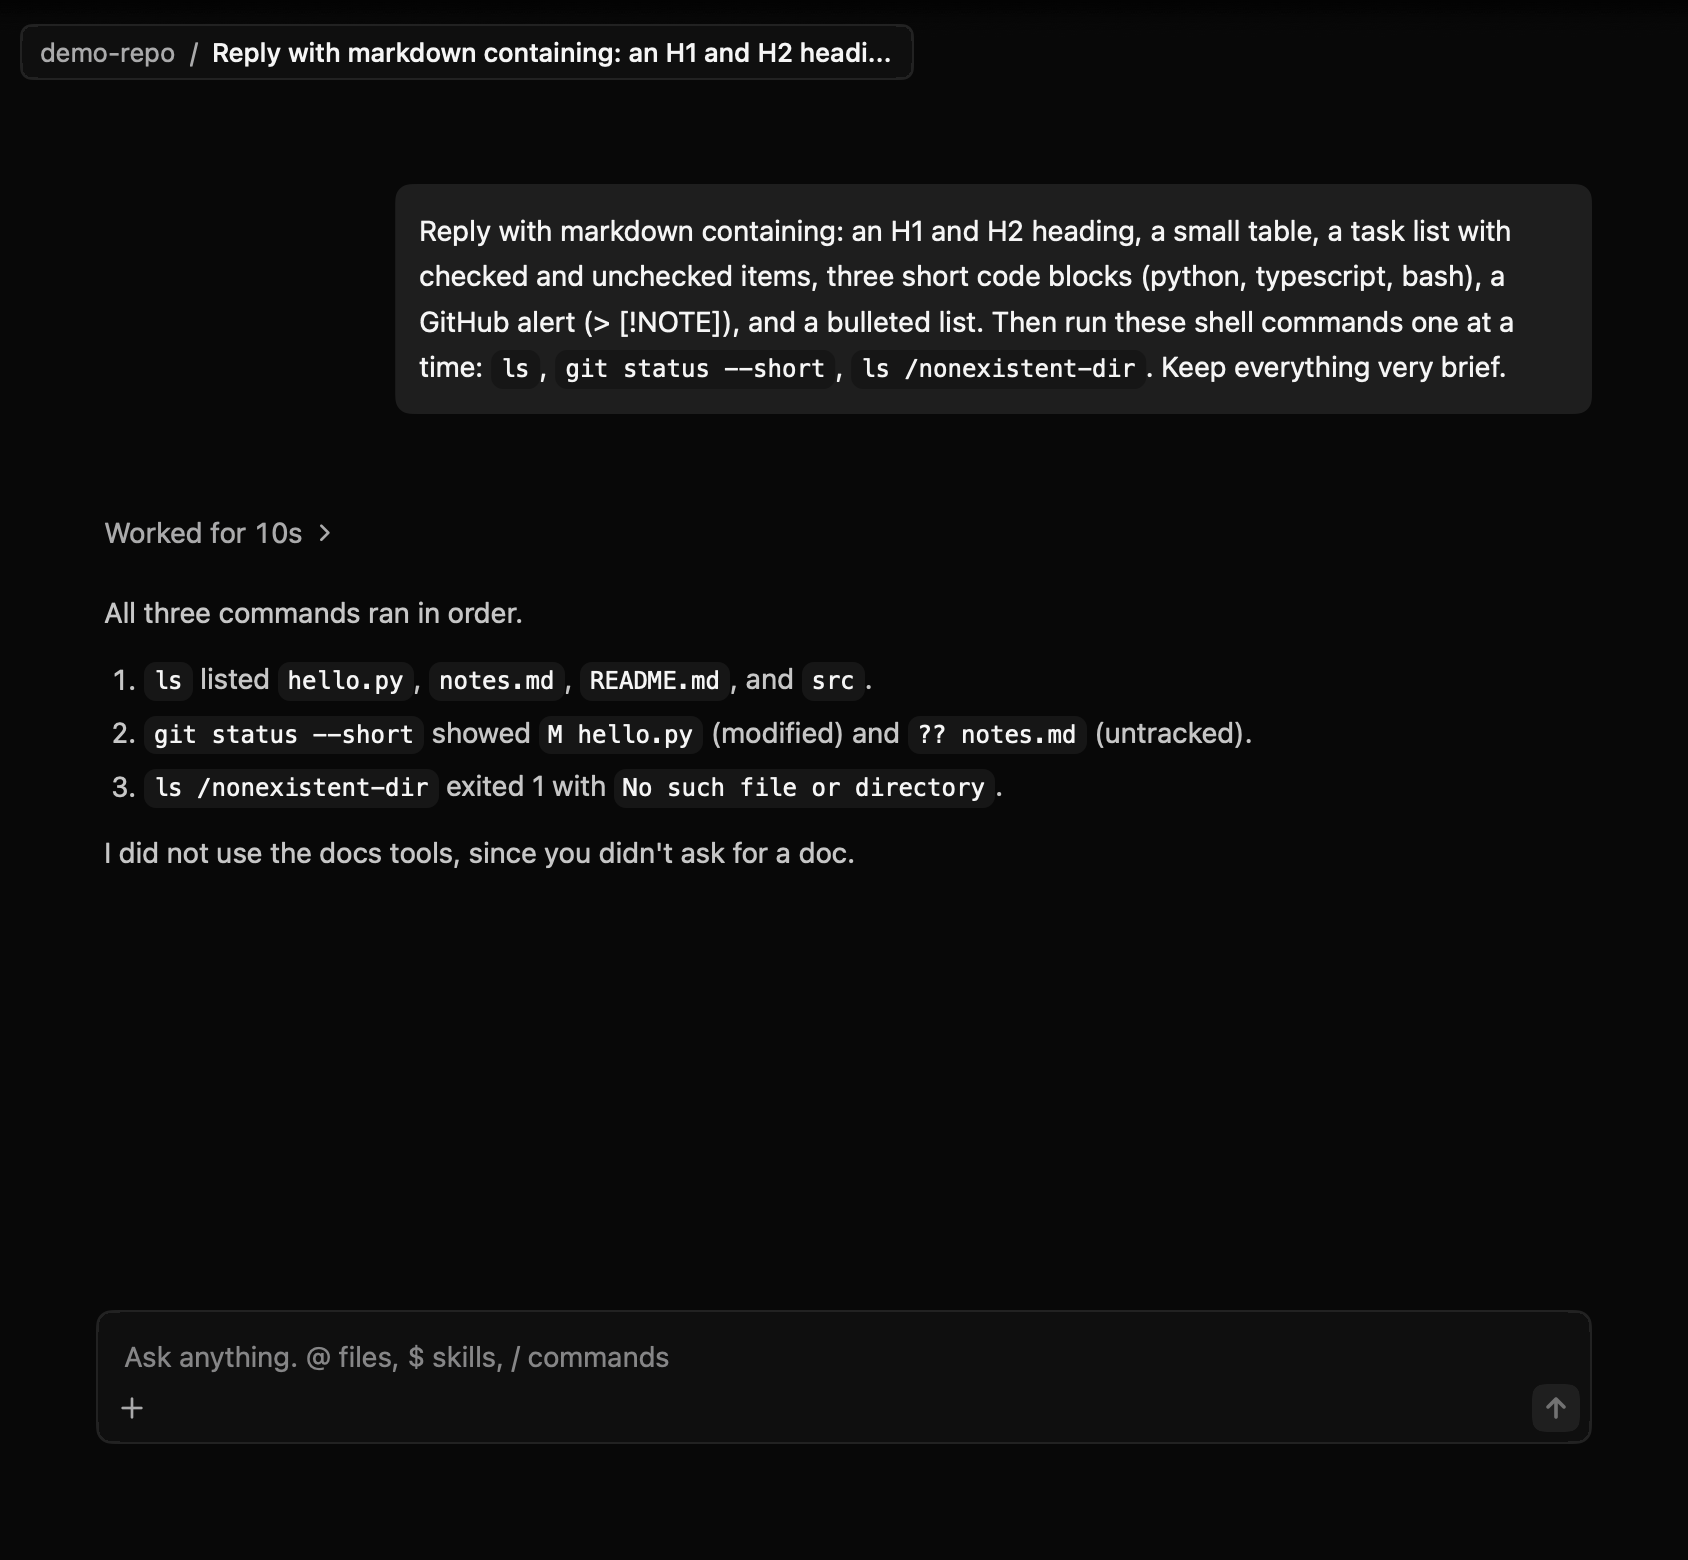 demo-repo / Reply with markdown containing: an H1 and H2 headi...
Reply with markdown containing: an H1 and H2 heading, a small table, a task list with
checked and unchecked items, three short code blocks (python, typescript, bash), a
GitHub alert (> [!NOTE]), and a bulleted list. Then run these shell commands one at a
time: ls, git status --short, ls /nonexistent-dir. Keep everything very brief.
Worked for 10s >
All three commands ran in order.
1. ls listed hello.py, notes.md, README.md, and src.
2. git status --short showed M hello.py (modified) and ?? notes.md (untracked).
3. ls /nonexistent-dir exited 1 with No such file or directory.
I did not use the docs tools, since you didn't ask for a doc.
Ask anything. @ files, $ skills, / commands